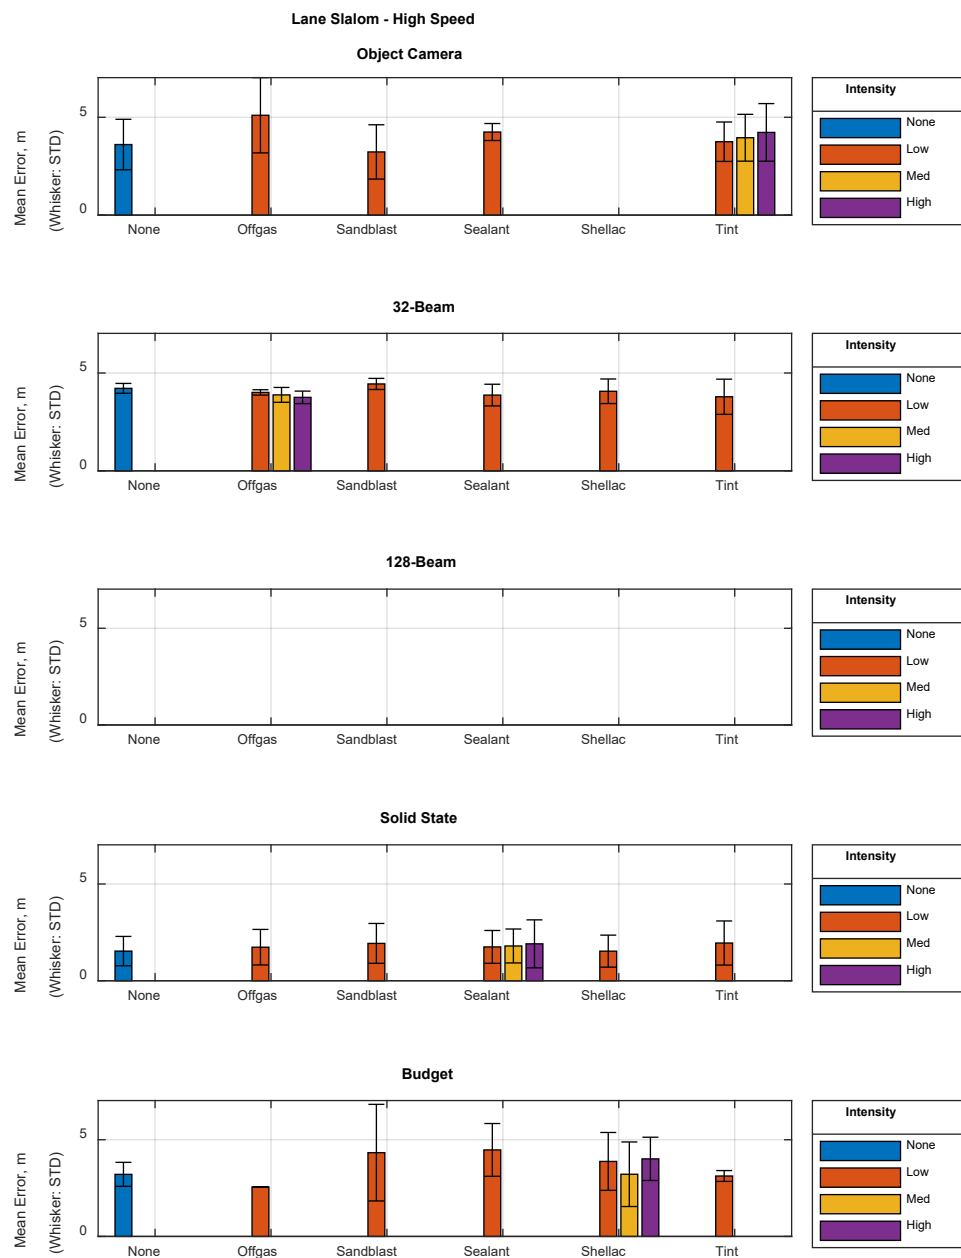 Lane Slalom - High Speed
Object Camera
Mean Error, m
(Whisker: STD)
5
0
None Offgas Sandblast Sealant Shellac Tint
Intensity
None
Low
Med
High
32-Beam
Mean Error, m
(Whisker: STD)
5
0
None Offgas Sandblast Sealant Shellac Tint
Intensity
None
Low
Med
High
128-Beam
Mean Error, m
(Whisker: STD)
5
0
None Offgas Sandblast Sealant Shellac Tint
Intensity
None
Low
Med
High
Solid State
Mean Error, m
(Whisker: STD)
5
0
None Offgas Sandblast Sealant Shellac Tint
Intensity
None
Low
Med
High
Budget
Mean Error, m
(Whisker: STD)
5
0
None Offgas Sandblast Sealant Shellac Tint
Intensity
None
Low
Med
High